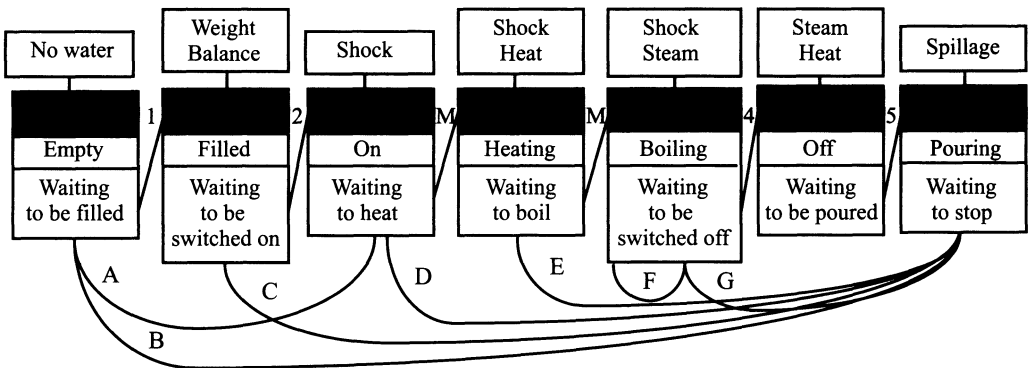 No water
Weight
Balance
Shock
Shock
Heat
Shock
Steam
Steam
Heat
Spillage
1
2
M
M
4
5
Empty
Filled
On
Heating
Boiling
Off
Pouring
Waiting
to be filled
Waiting
to be
switched on
Waiting
to heat
Waiting
to boil
Waiting
to be
switched off
Waiting
to be poured
Waiting
to stop
A
B
C
D
E
F
G